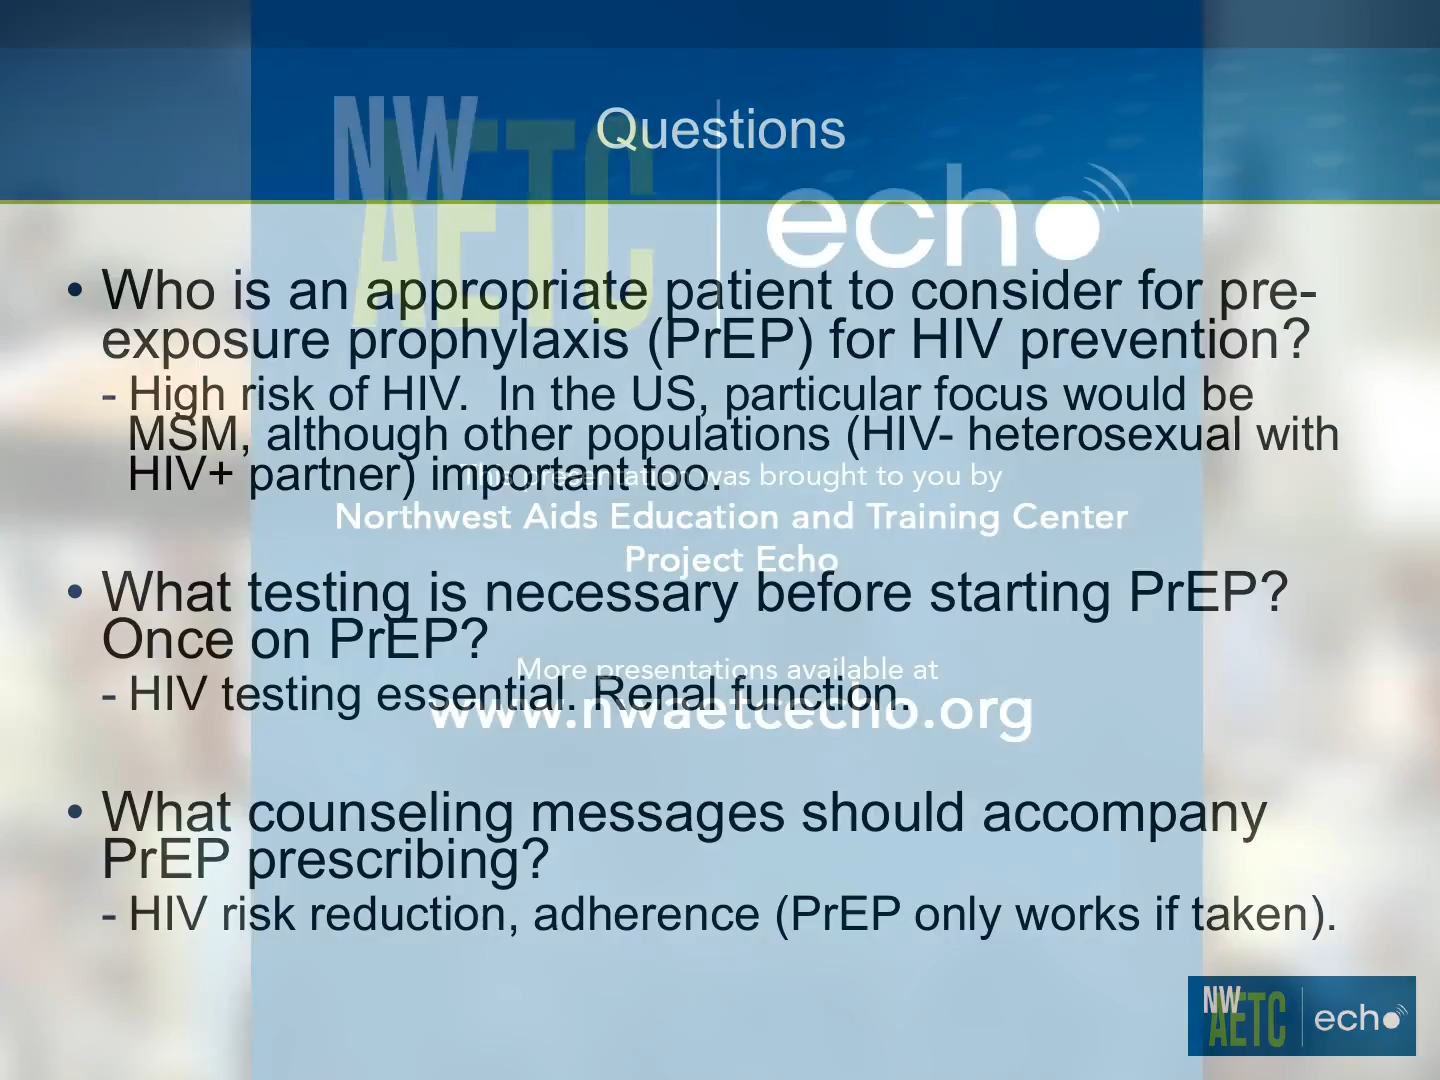 Questions
NW
AETC
echo
• Who is an appropriate patient to consider for pre-
exposure prophylaxis (PrEP) for HIV prevention?
- High risk of HIV.  In the US, particular focus would be
MSM, although other populations (HIV- heterosexual with
HIV+ partner) important too.
This presentation was brought to you by
Northwest Aids Education and Training Center
Project Echo
• What testing is necessary before starting PrEP?
Once on PrEP?
- HIV testing essential. Renal function.
More presentations available at
www.nwaetcecho.org
• What counseling messages should accompany
PrEP prescribing?
- HIV risk reduction, adherence (PrEP only works if taken).
NW
AETC
echo